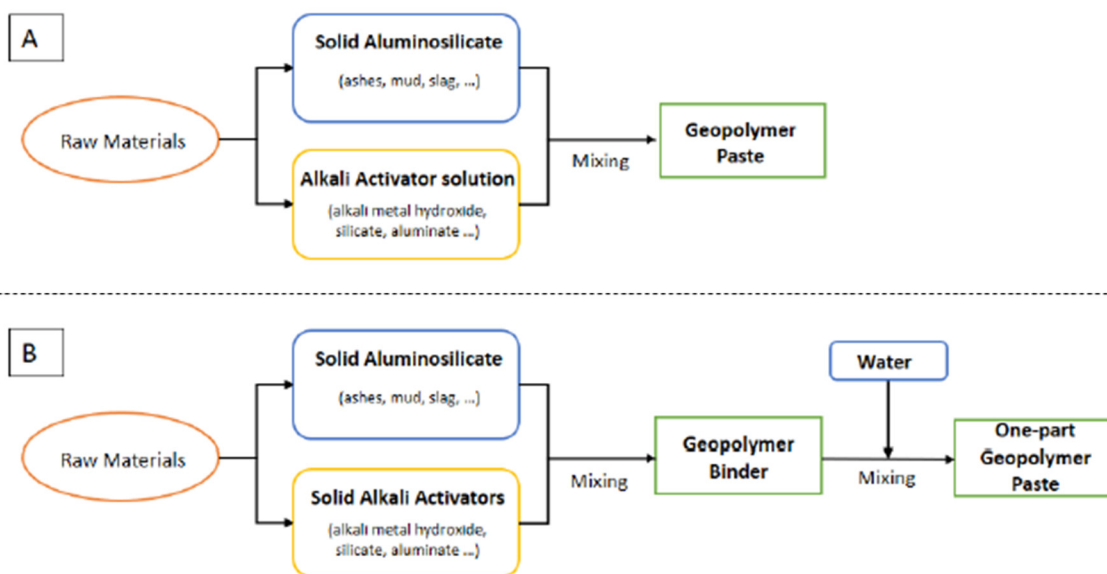 A
Solid Aluminosilicate
(ashes, mud, slag, ...)
Raw Materials
Alkali Activator solution
(alkali metal hydroxide,
silicate, aluminate ...)
Mixing
Geopolymer
Paste
B
Solid Aluminosilicate
(ashes, mud, slag, ...)
Raw Materials
Solid Alkali Activators
(alkali metal hydroxide,
silicate, aluminate ...)
Mixing
Geopolymer
Binder
Water
Mixing
One-part
Geopolymer
Paste